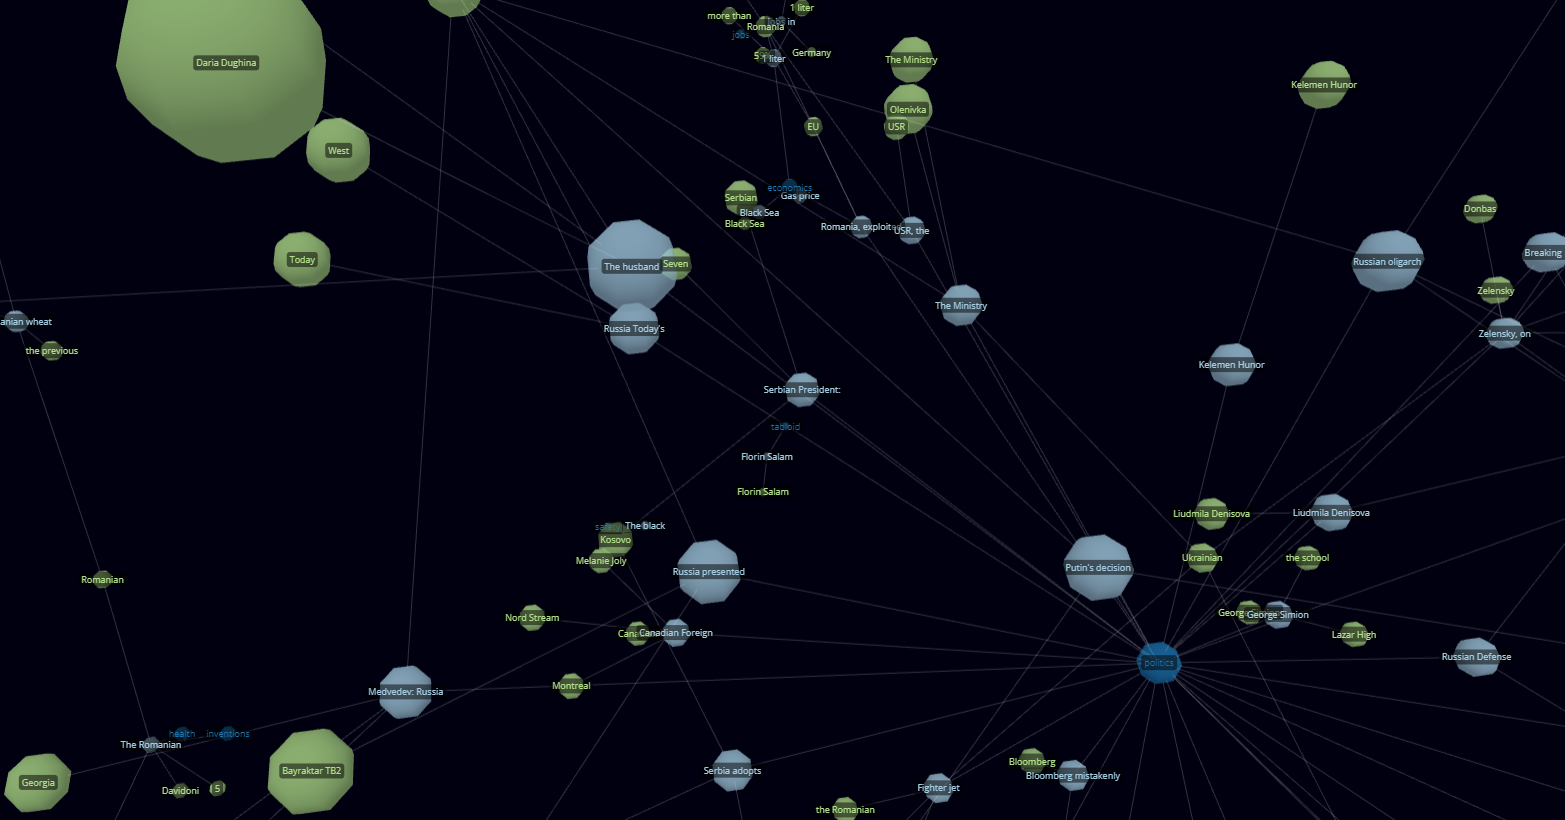 more than
1 liter
Romania
in
jobs
5
1 liter
Germany
The Ministry
Daria Dughina
Kelemen Hunor
Olenivka
EU
USR
West
economics
Gas price
Serbian
Black Sea
Black Sea
Donbas
Romania, exploit
USR, the
Breaking
Today
The husband
Seven
Russian oligarch
Zelensky
The Ministry
anian wheat
Russia Today's
Zelensky, on
the previous
Kelemen Hunor
Serbian President:
tabloid
Florin Salam
Florin Salam
Liudmila Denisova
Liudmila Denisova
The black
Kosovo
Melanie Joly
Russia presented
Putin's decision
Ukrainian
the school
Romanian
Nord Stream
Canadian Foreign
George Simion
Lazar High
politics
Russian Defense
Montreal
Medvedev: Russia
health
inventions
The Romanian
Serbia adopts
Bayraktar TB2
Bloomberg
Bloomberg mistakenly
Georgia
Davidoni
5
Fighter jet
the Romanian